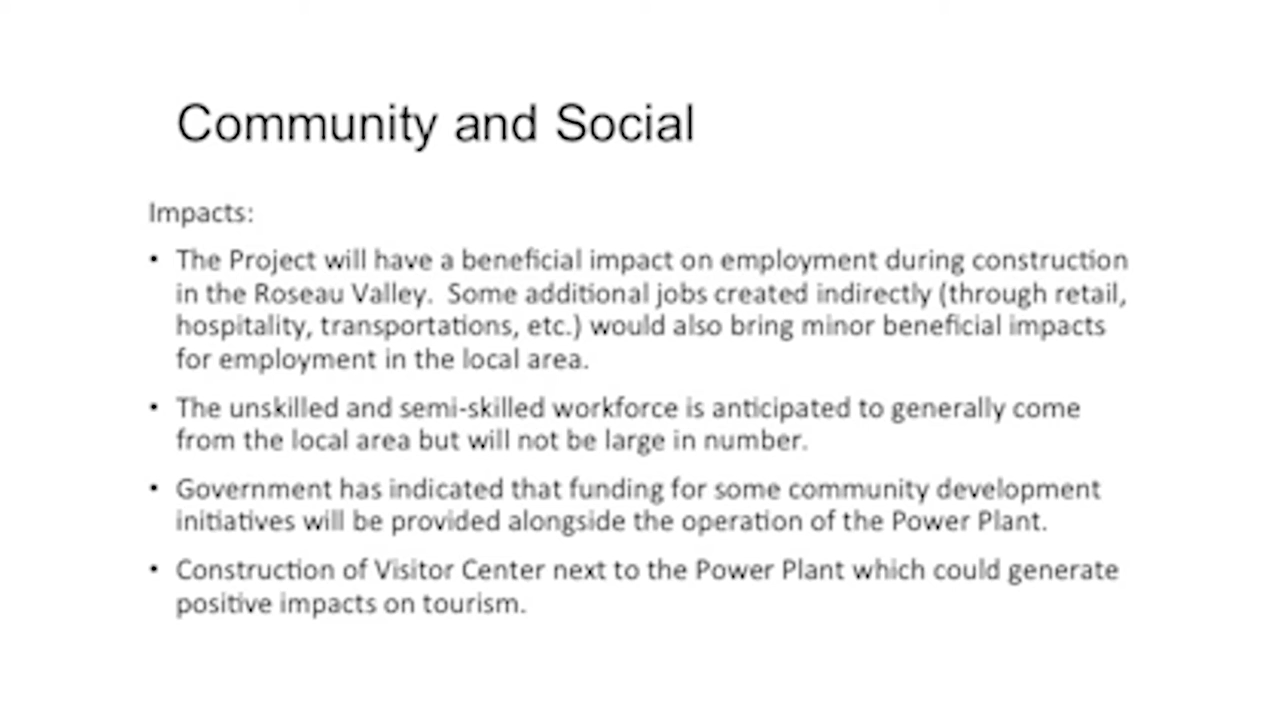 Community and Social
Impacts:
• The Project will have a beneficial impact on employment during construction
in the Roseau Valley.  Some additional jobs created indirectly (through retail,
hospitality, transportations, etc.) would also bring minor beneficial impacts
for employment in the local area.
• The unskilled and semi-skilled workforce is anticipated to generally come
from the local area but will not be large in number.
• Government has indicated that funding for some community development
initiatives will be provided alongside the operation of the Power Plant.
• Construction of Visitor Center next to the Power Plant which could generate
positive impacts on tourism.